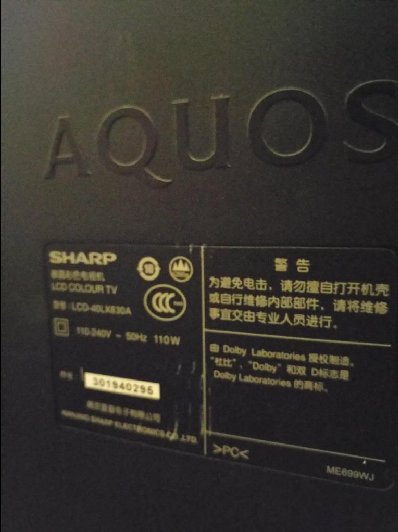 AQUOS
SHARP
液晶彩色电视机
LCD COLOUR TV
型号: LCD-40LX830A
110-240V ~ 50Hz 110W
301940296
南京夏普电子有限公司
NANJING SHARP ELECTRONICS CO.,LTD.
警告
为避免电击，请勿擅自打开机壳
或自行维修内部部件，请将维修
事宜交由专业人员进行。
由 Dolby Laboratories 授权制造。
“杜比”、“Dolby” 和双 D标志是
Dolby Laboratories 的商标。
>PC<
ME699WJ